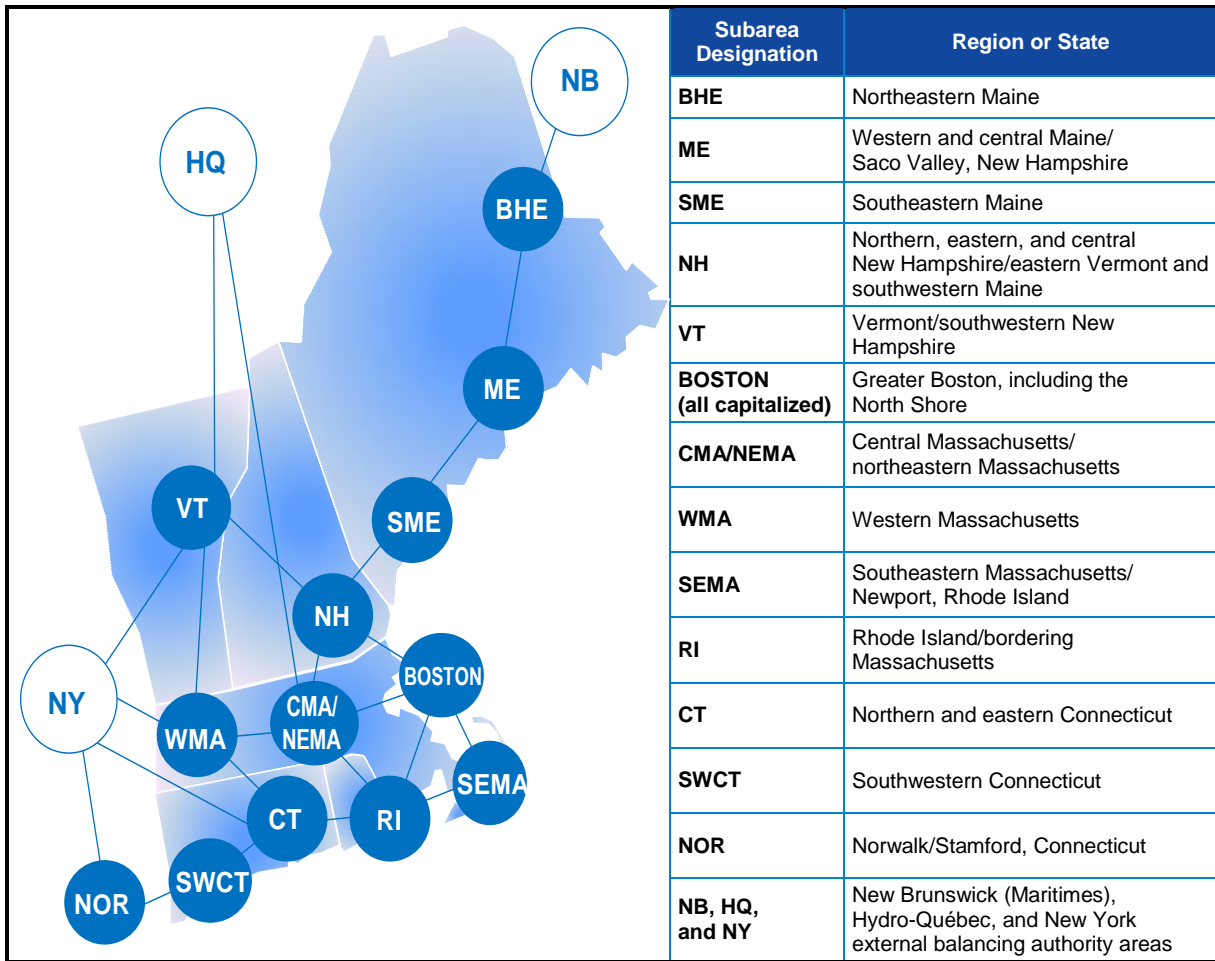 NB
HQ
BHE
ME
SME
VT
NH
BOSTON
NY
CMA/
NEMA
WMA
SEMA
CT
RI
SWCT
NOR
Subarea
Designation
Region or State
BHE
Northeastern Maine
ME
Western and central Maine/
Saco Valley, New Hampshire
SME
Southeastern Maine
NH
Northern, eastern, and central
New Hampshire/eastern Vermont and
southwestern Maine
VT
Vermont/southwestern New
Hampshire
BOSTON
(all capitalized)
Greater Boston, including the
North Shore
CMA/NEMA
Central Massachusetts/
northeastern Massachusetts
WMA
Western Massachusetts
SEMA
Southeastern Massachusetts/
Newport, Rhode Island
RI
Rhode Island/bordering
Massachusetts
CT
Northern and eastern Connecticut
SWCT
Southwestern Connecticut
NOR
Norwalk/Stamford, Connecticut
NB, HQ,
and NY
New Brunswick (Maritimes),
Hydro-Québec, and New York
external balancing authority areas